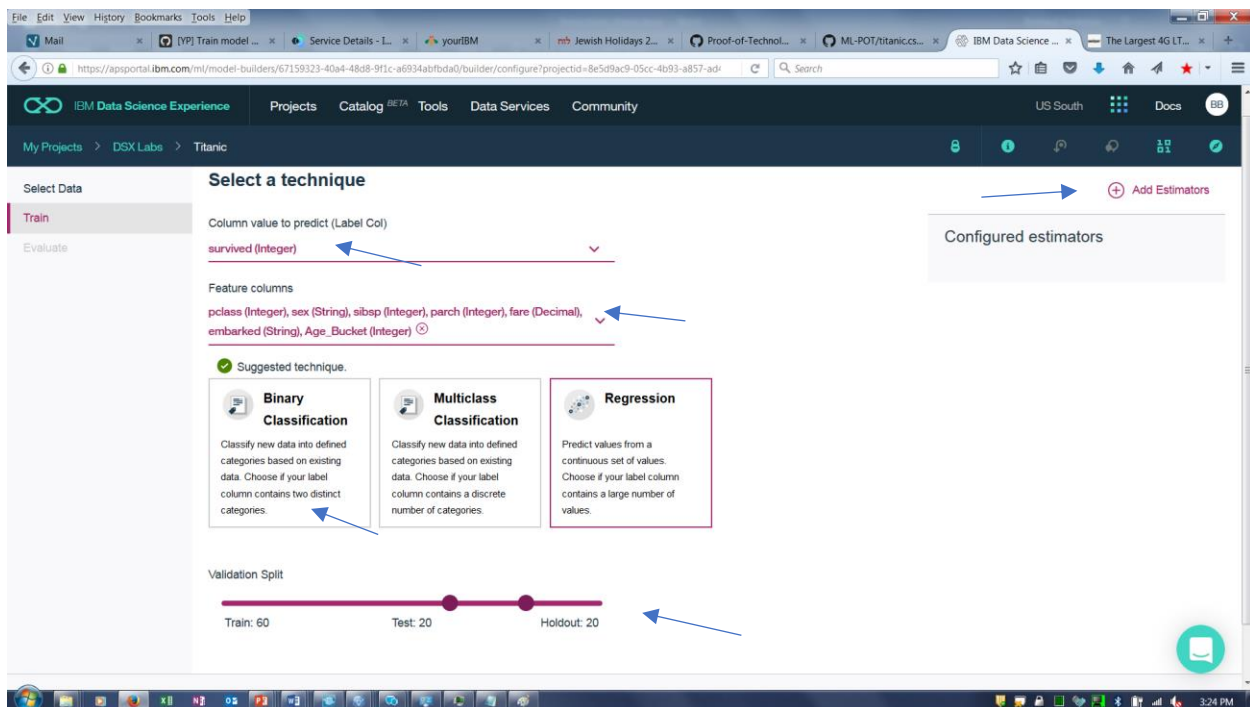 File Edit View History Bookmarks Tools Help
Mail
[YP] Train model ...
Service Details - I...
yourIBM
Jewish Holidays 2...
Proof-of-Technol...
ML-POT/titanic.cs...
IBM Data Science ...
The Largest 4G LT...
https://apsportal.ibm.com/ml/model-builders/67159323-40a4-48d8-9f1c-a6934abfbda0/builder/configure?projectid=8e5d9ac9-05cc-4b93-a857-ad
Search
IBM Data Science Experience
Projects
Catalog BETA
Tools
Data Services
Community
US South
Docs
BB
My Projects > DSX Labs > Titanic
Select Data
Train
Evaluate
Select a technique
Add Estimators
Configured estimators
Column value to predict (Label Col)
survived (Integer)
Feature columns
pclass (Integer), sex (String), sibsp (Integer), parch (Integer), fare (Decimal),
embarked (String), Age_Bucket (Integer)
Suggested technique.
Binary
Classification
Classify new data into defined
categories based on existing
data. Choose if your label
column contains two distinct
categories.
Multiclass
Classification
Classify new data into defined
categories based on existing
data. Choose if your label
column contains a discrete
number of categories.
Regression
Predict values from a
continuous set of values.
Choose if your label column
contains a large number of
values.
Validation Split
Train: 60
Test: 20
Holdout: 20
3:24 PM